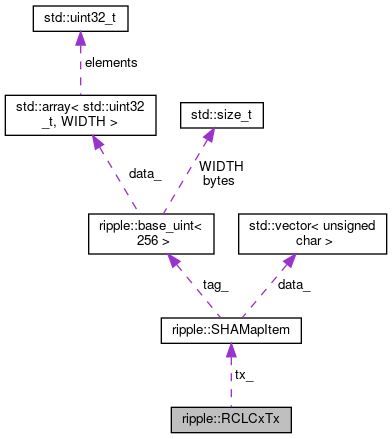 std::uint32_t
elements
std::array< std::uint32
_t, WIDTH >
std::size_t
data_
WIDTH
bytes
ripple::base_uint<
256 >
std::vector< unsigned
char >
tag_
data_
ripple::SHAMapItem
tx_
ripple::RCLCxTx